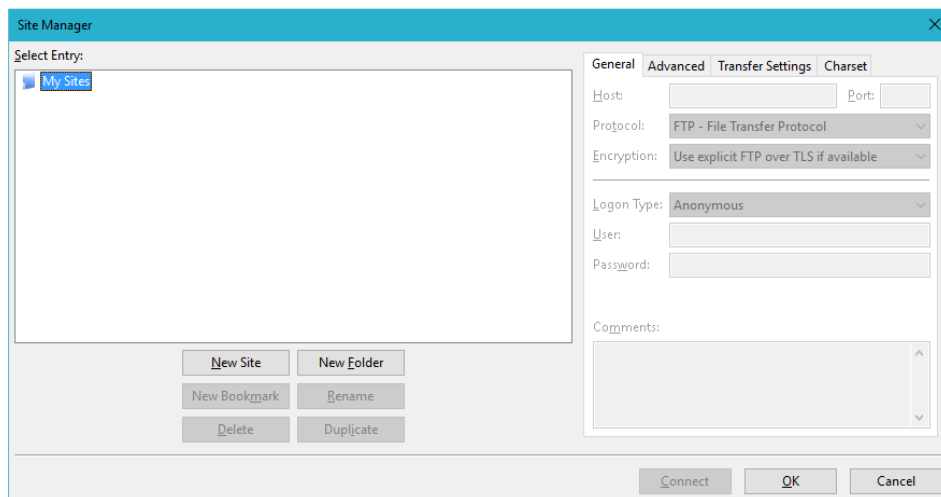 Site Manager
Select Entry:
My Sites
New Site New Folder
New Bookmark Rename
Delete Duplicate
General Advanced Transfer Settings Charset
Host: Port:
Protocol: FTP - File Transfer Protocol
Encryption: Use explicit FTP over TLS if available
Logon Type: Anonymous
User:
Password:
Comments:
Connect OK Cancel